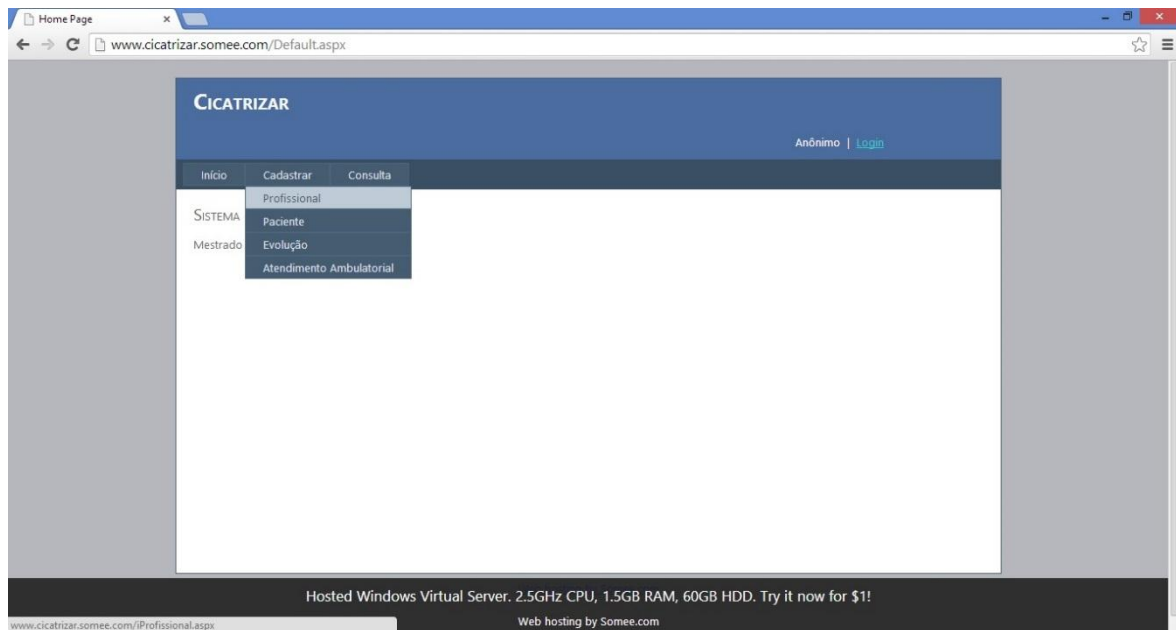 Home Page
www.cicatrizar.somee.com/Default.aspx
CICATRIZAR
Anônimo | Login
Início Cadastrar Consulta
Profissional
SISTEMA
Paciente
Mestrado
Evolução
Atendimento Ambulatorial
Hosted Windows Virtual Server. 2.5GHz CPU, 1.5GB RAM, 60GB HDD. Try it now for $1!
Web hosting by Somee.com
www.cicatrizar.somee.com/iProfissional.aspx